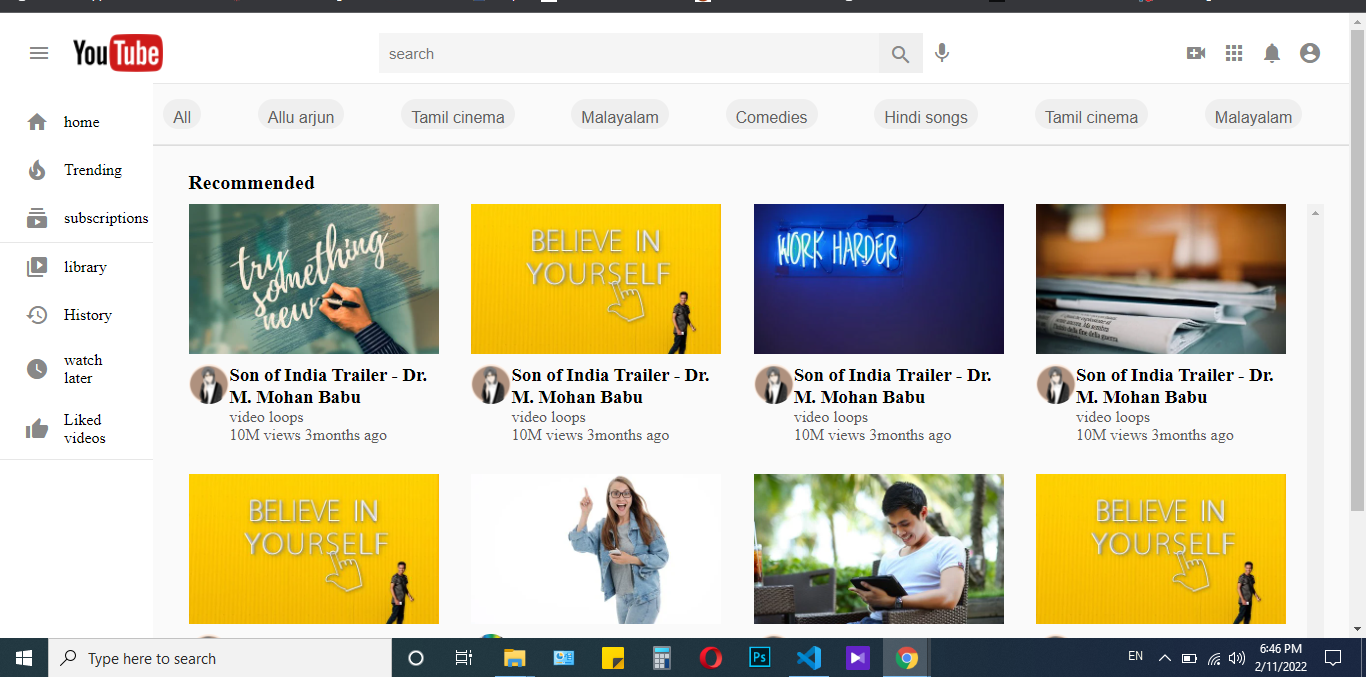 YouTube
search
home
Trending
subscriptions
library
History
watch
later
Liked
videos
All
Allu arjun
Tamil cinema
Malayalam
Comedies
Hindi songs
Tamil cinema
Malayalam
Recommended
try
something
new
BELIEVE IN
YOURSELF
WORK HARDER
Son of India Trailer - Dr.
M. Mohan Babu
video loops
10M views 3months ago
Son of India Trailer - Dr.
M. Mohan Babu
video loops
10M views 3months ago
Son of India Trailer - Dr.
M. Mohan Babu
video loops
10M views 3months ago
Son of India Trailer - Dr.
M. Mohan Babu
video loops
10M views 3months ago
BELIEVE IN
YOURSELF
BELIEVE IN
YOURSELF
Type here to search
Ps
EN
6:46 PM
2/11/2022